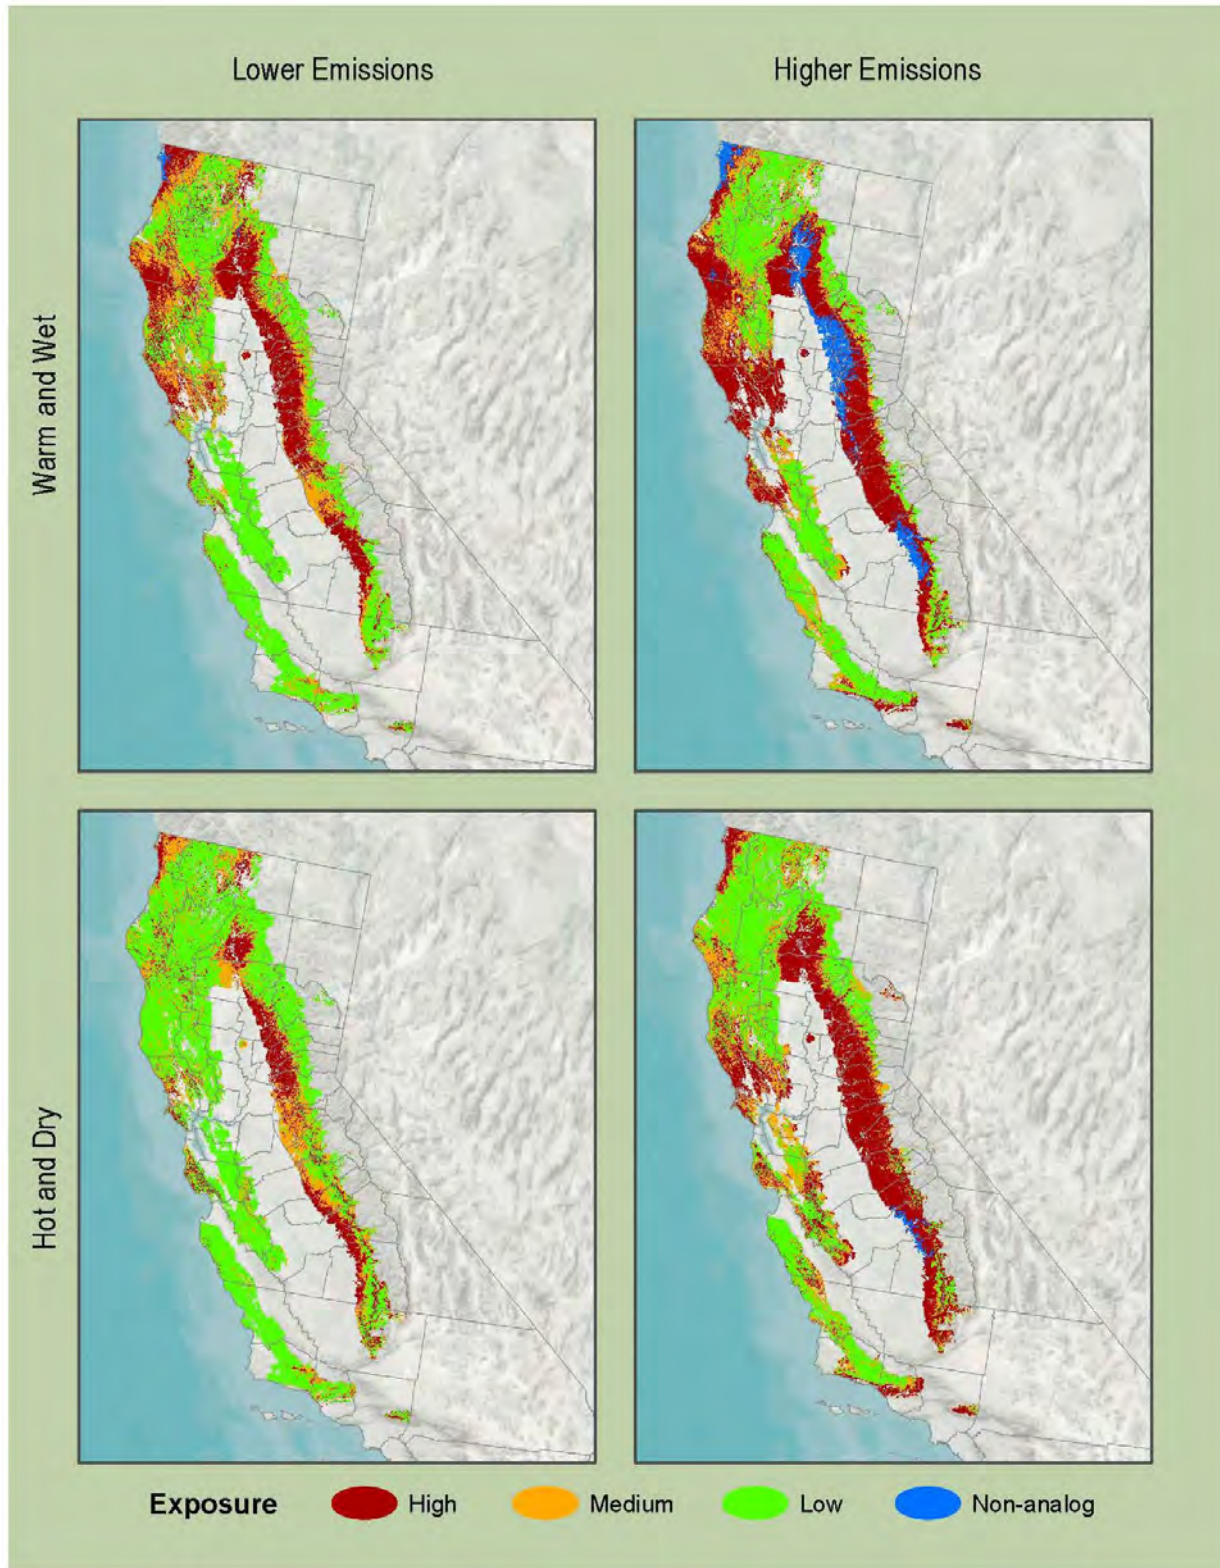 Lower Emissions
Higher Emissions
Warm and Wet
Hot and Dry
Exposure High Medium Low Non-analog